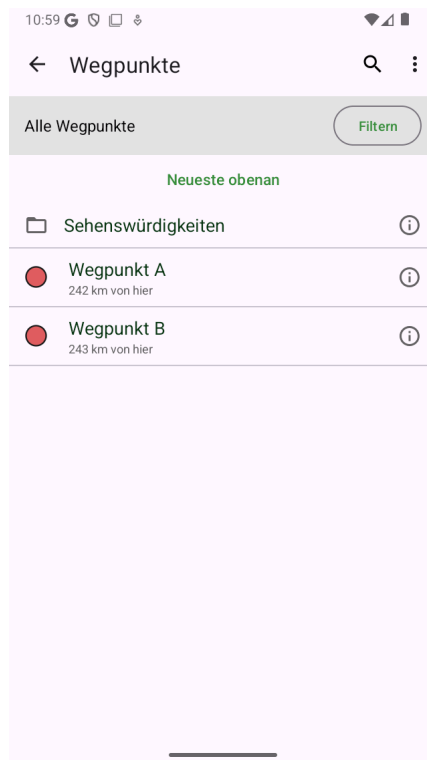 10:59
Wegpunkte
Alle Wegpunkte
Filtern
Neueste obenan
Sehenswürdigkeiten
Wegpunkt A
242 km von hier
Wegpunkt B
243 km von hier